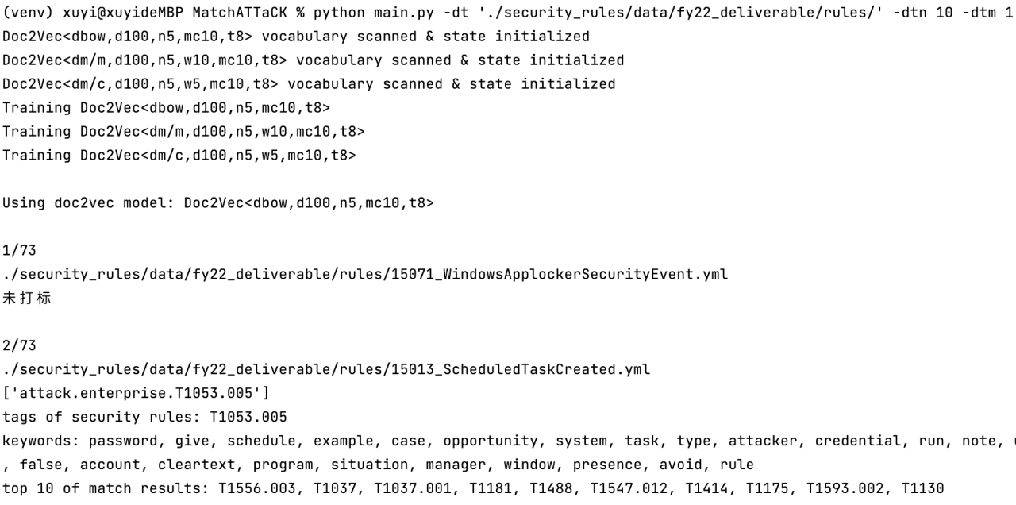 (venv) xuyi@xuyideMBP MatchATTaCK % python main.py -dt './security_rules/data/fy22_deliverable/rules/' -dtn 10 -dtm 1
Doc2Vec<dbow,d100,n5,mc10,t8> vocabulary scanned & state initialized
Doc2Vec<dm/m,d100,n5,w10,mc10,t8> vocabulary scanned & state initialized
Doc2Vec<dm/c,d100,n5,w5,mc10,t8> vocabulary scanned & state initialized
Training Doc2Vec<dbow,d100,n5,mc10,t8>
Training Doc2Vec<dm/m,d100,n5,w10,mc10,t8>
Training Doc2Vec<dm/c,d100,n5,w5,mc10,t8>
Using doc2vec model: Doc2Vec<dbow,d100,n5,mc10,t8>
1/73
./security_rules/data/fy22_deliverable/rules/15071_WindowsApplockerSecurityEvent.yml
未打标
2/73
./security_rules/data/fy22_deliverable/rules/15013_ScheduledTaskCreated.yml
['attack.enterprise.T1053.005']
tags of security rules: T1053.005
keywords: password, give, schedule, example, case, opportunity, system, task, type, attacker, credential, run, note,
, false, account, cleartext, program, situation, manager, window, presence, avoid, rule
top 10 of match results: T1556.003, T1037, T1037.001, T1181, T1488, T1547.012, T1414, T1175, T1593.002, T1130